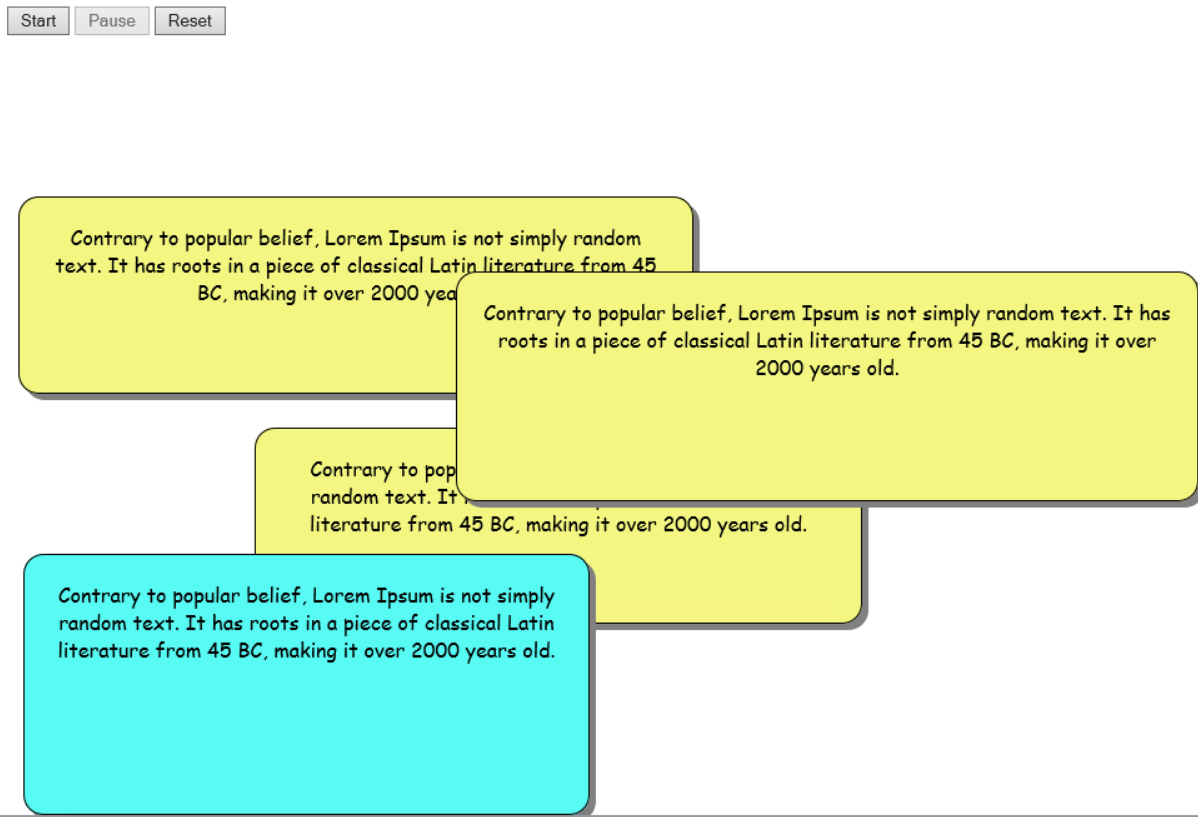 Start Pause Reset
Contrary to popular belief, Lorem Ipsum is not simply random
text. It has roots in a piece of classical Latin literature from 45
BC, making it over 2000
Contrary to popular belief, Lorem Ipsum is not simply random text. It has
roots in a piece of classical Latin literature from 45 BC, making it over
2000 years old.
Contrary to
random text. It
literature from 45 BC, making it over 2000 years old.
Contrary to popular belief, Lorem Ipsum is not simply
random text. It has roots in a piece of classical Latin
literature from 45 BC, making it over 2000 years old.